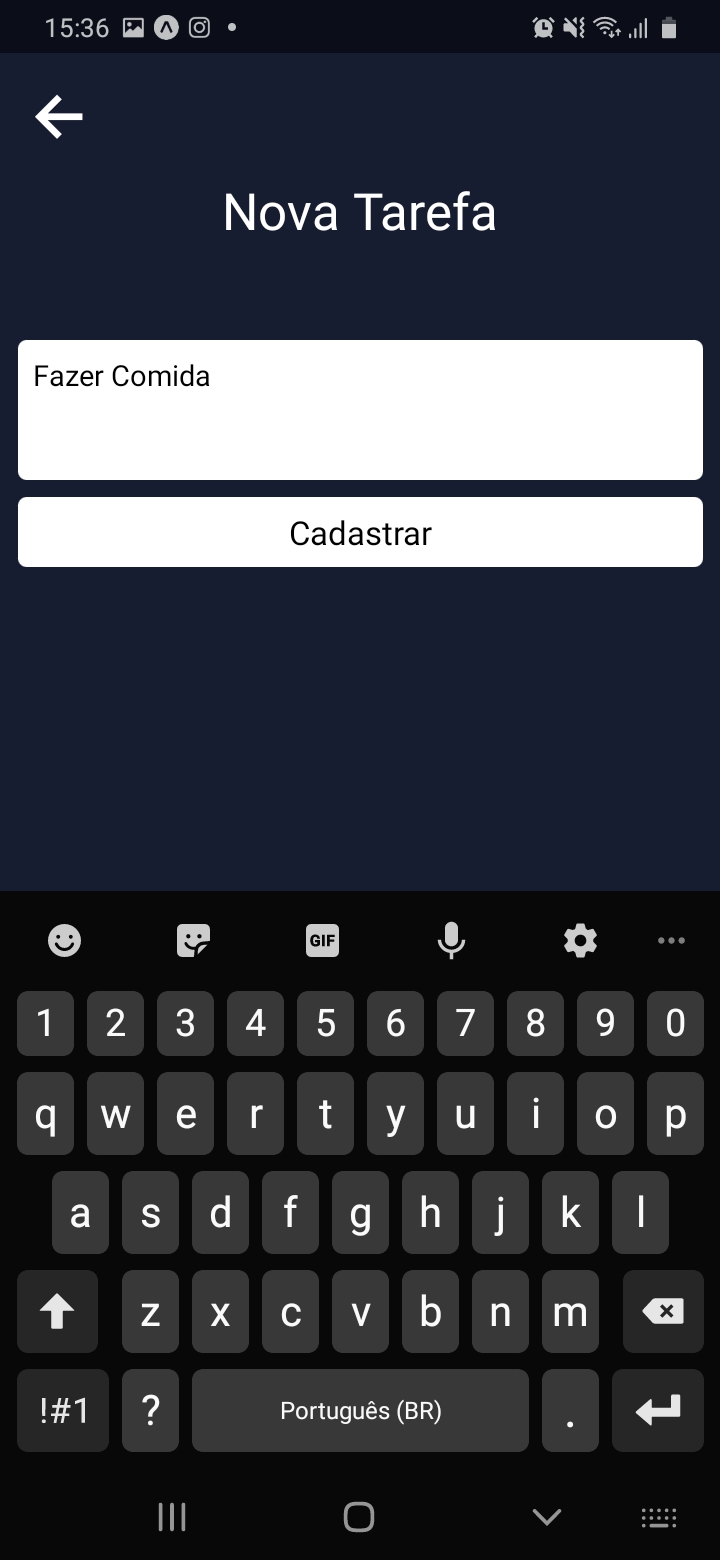 15:36
Nova Tarefa
Fazer Comida
Cadastrar
GIF
1 2 3 4 5 6 7 8 9 0
q w e r t y u i o p
a s d f g h j k l
z x c v b n m
!#1 ? Português (BR) .